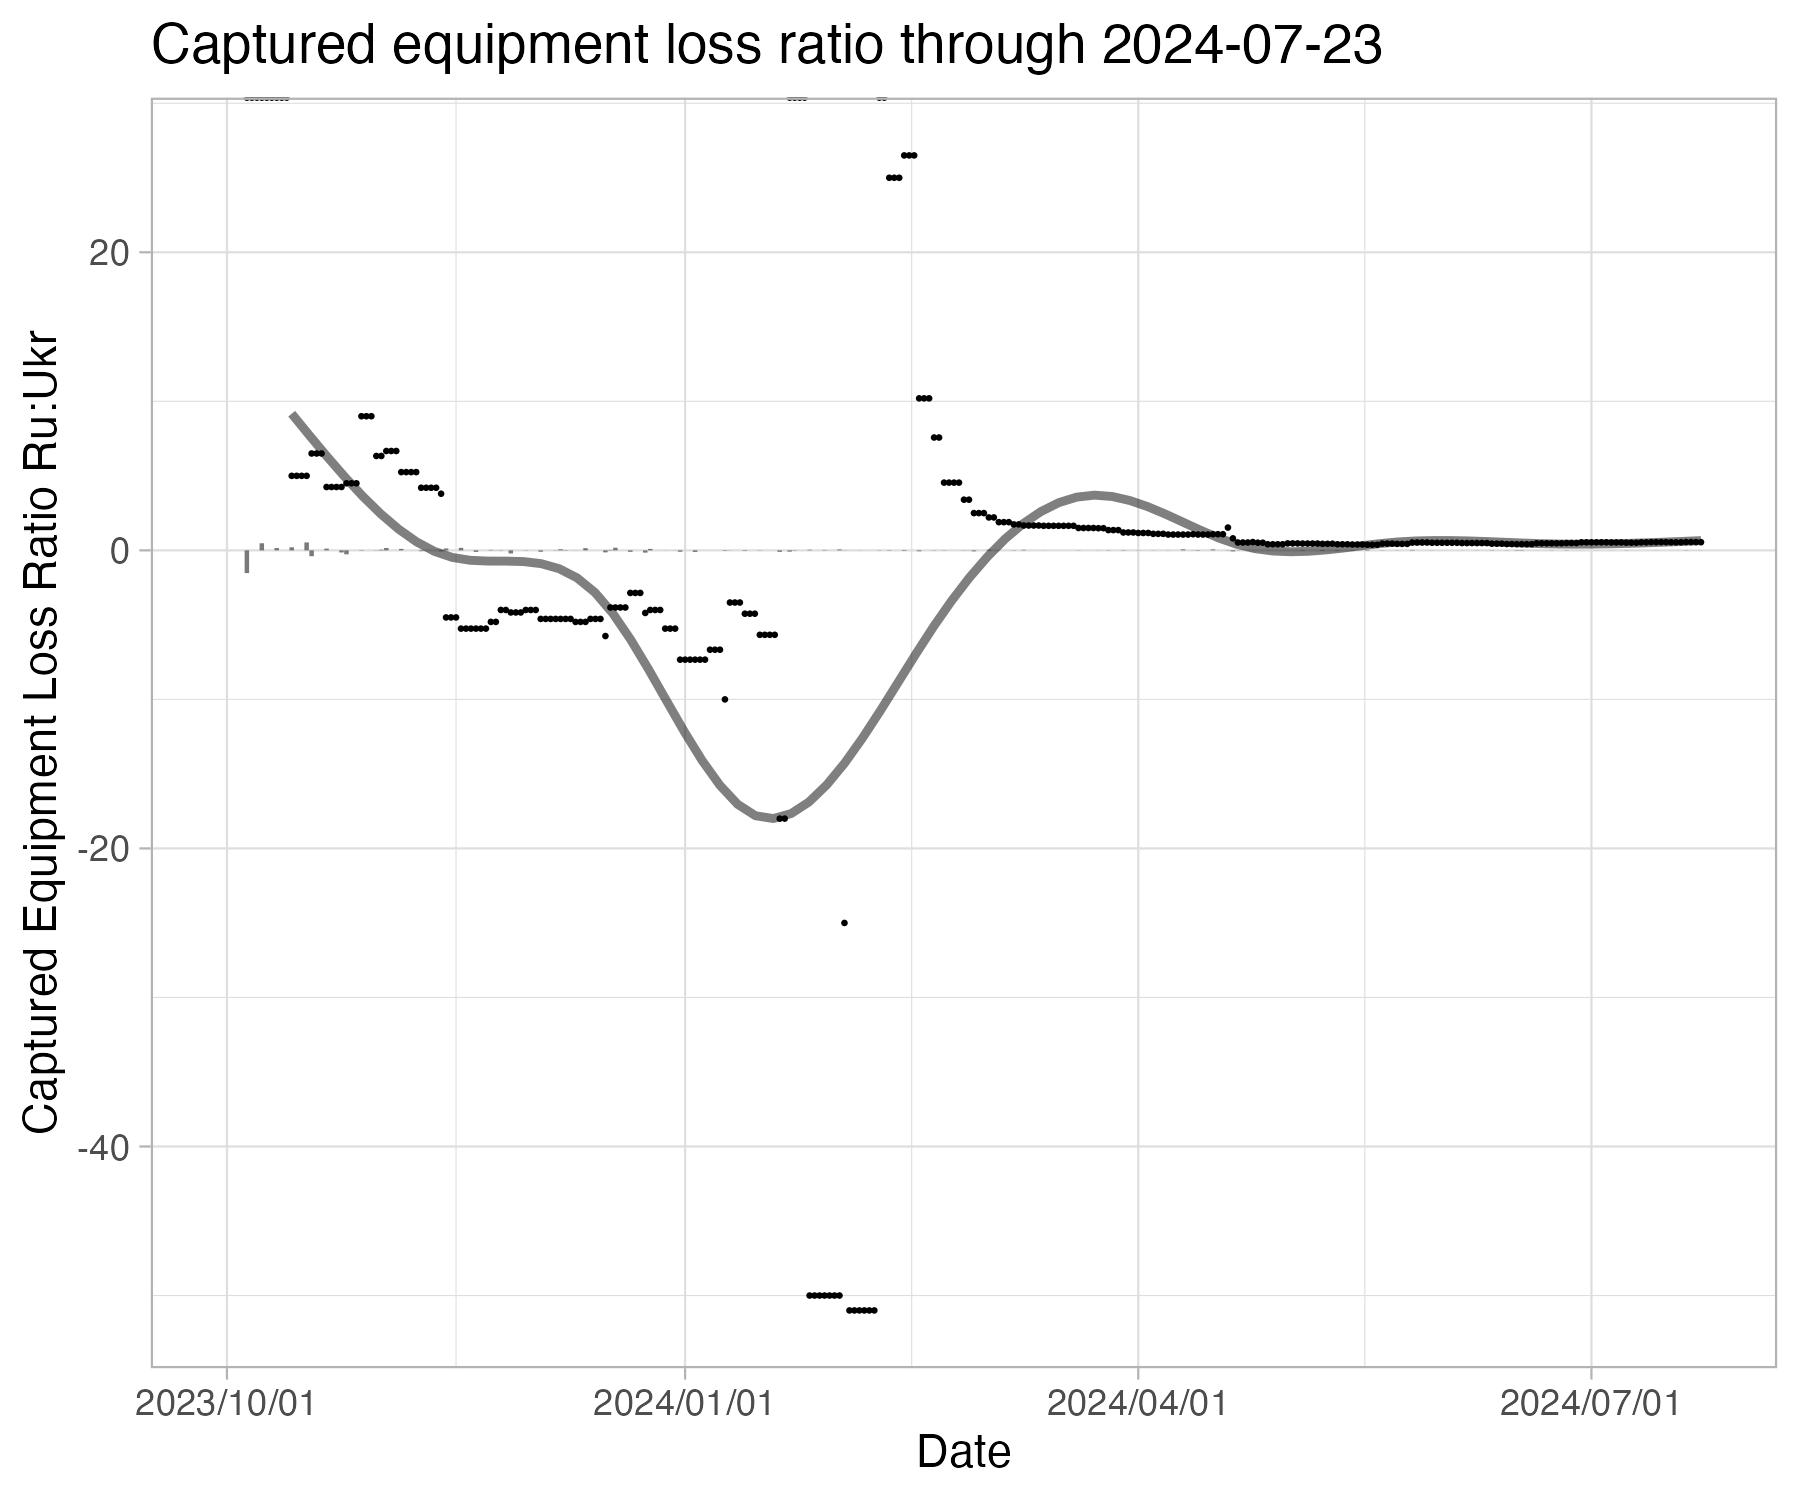 Captured equipment loss ratio through 2024-07-23
Captured Equipment Loss Ratio Ru:Ukr
20
0
-20
-40
2023/10/01
2024/01/01
2024/04/01
2024/07/01
Date